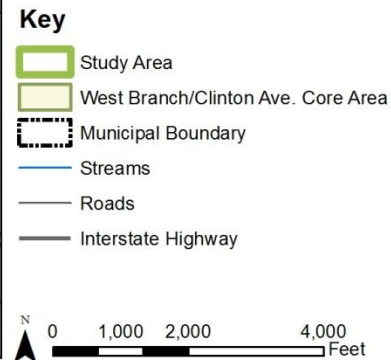 Key
Study Area
West Branch/Clinton Ave. Core Area
Municipal Boundary
Streams
Roads
Interstate Highway
N
0 1,000 2,000 4,000
Feet